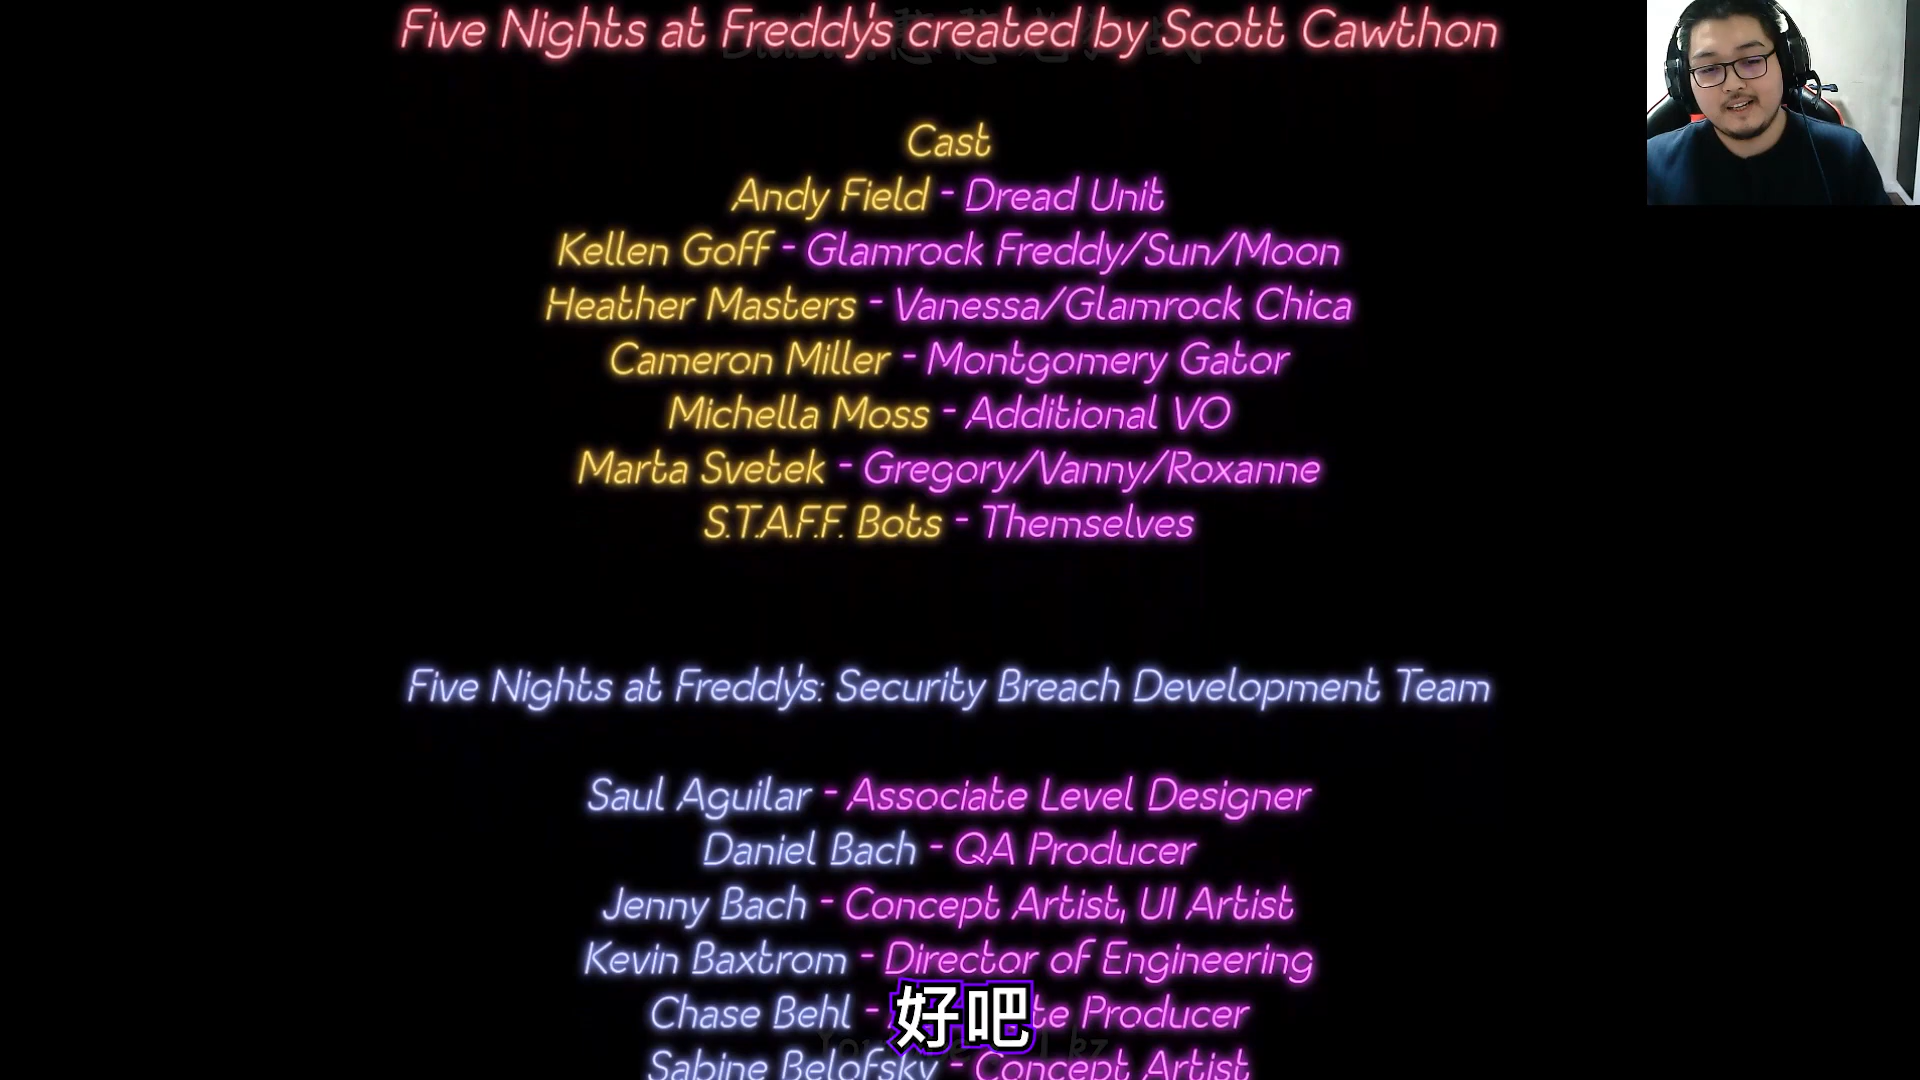 Five Nights at Freddy's created by Scott Cawthon
Cast
Andy Field - Dread Unit
Kellen Goff - Glamrock Freddy/Sun/Moon
Heather Masters - Vanessa/Glamrock Chica
Cameron Miller - Montgomery Gator
Michella Moss - Additional VO
Marta Svetek - Gregory/Vanny/Roxanne
S.T.A.F.F. Bots - Themselves
Five Nights at Freddy's: Security Breach Development Team
Saul Aguilar - Associate Level Designer
Daniel Bach - QA Producer
Jenny Bach - Concept Artist, UI Artist
Kevin Baxtrom - Director of Engineering
Chase Behl - Producer
好吧
Sabine Belofsky - Concept Artist